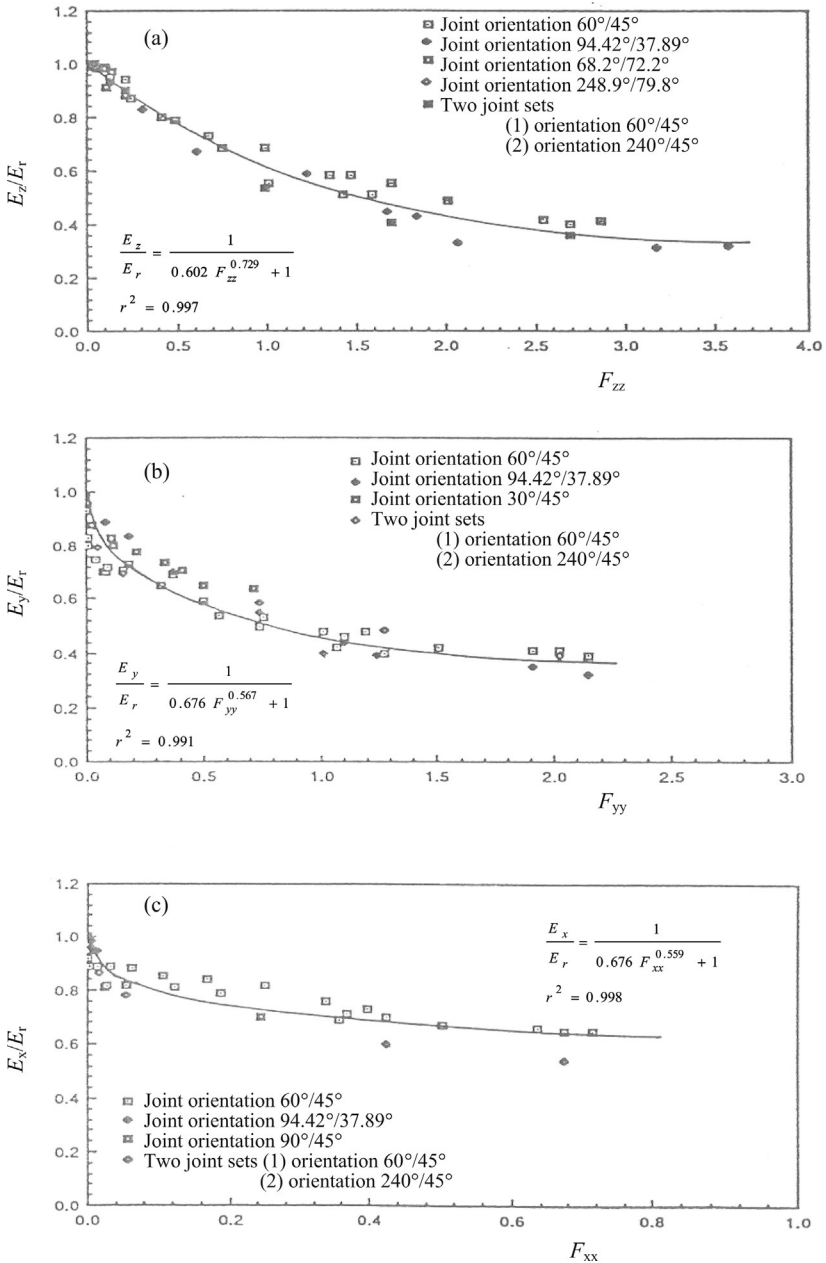 (a)
Joint orientation 60°/45°
Joint orientation 94.42°/37.89°
Joint orientation 68.2°/72.2°
Joint orientation 248.9°/79.8°
Two joint sets
(1) orientation 60°/45°
(2) orientation 240°/45°
1.2
1.0
0.8
0.6
0.4
0.2
0.0
E_z/E_r
E_z / E_r = 1 / (0.602 F_zz^0.729 + 1)
r² = 0.997
0.0 0.5 1.0 1.5 2.0 2.5 3.0 3.5 4.0
F_zz
(b)
Joint orientation 60°/45°
Joint orientation 94.42°/37.89°
Joint orientation 30°/45°
Two joint sets
(1) orientation 60°/45°
(2) orientation 240°/45°
1.2
1.0
0.8
0.6
0.4
0.2
0.0
E_y/E_r
E_y / E_r = 1 / (0.676 F_yy^0.567 + 1)
r² = 0.991
0.0 0.5 1.0 1.5 2.0 2.5 3.0
F_yy
(c)
E_x / E_r = 1 / (0.676 F_xx^0.559 + 1)
r² = 0.998
1.2
1.0
0.8
0.6
0.4
0.2
0.0
E_x/E_r
Joint orientation 60°/45°
Joint orientation 94.42°/37.89°
Joint orientation 90°/45°
Two joint sets (1) orientation 60°/45°
(2) orientation 240°/45°
0.0 0.2 0.4 0.6 0.8 1.0
F_xx